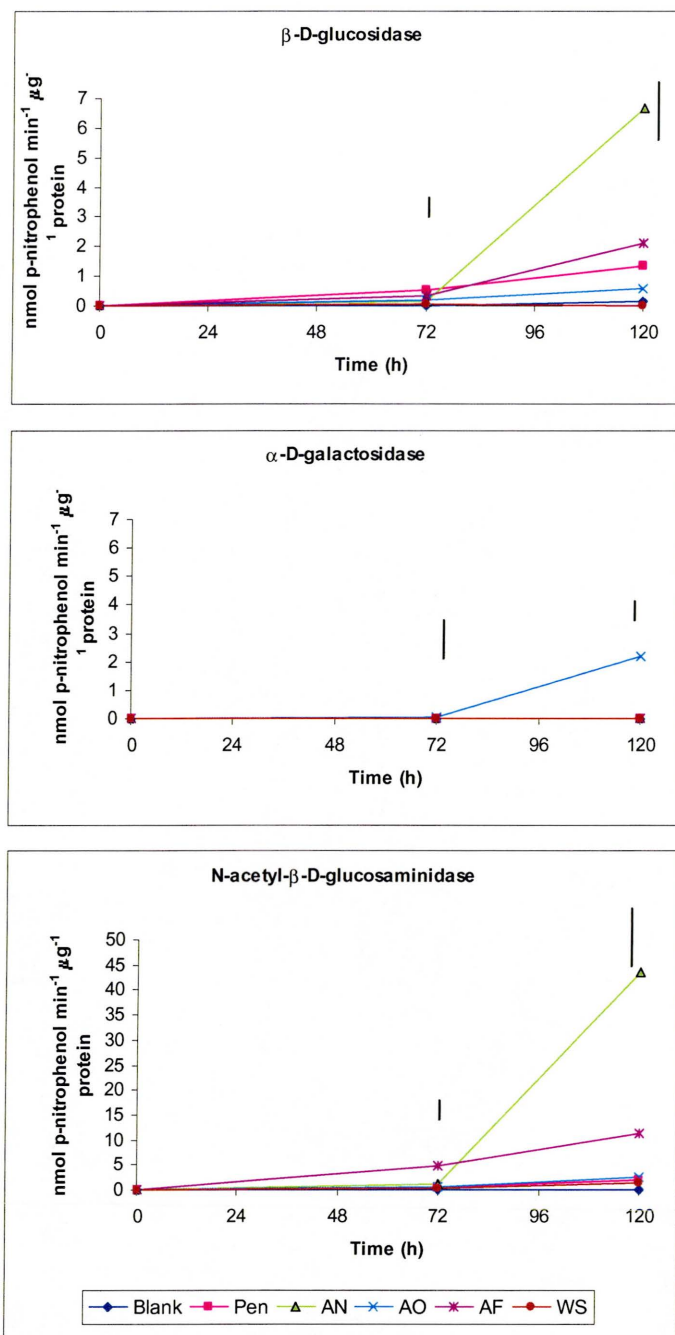 β-D-glucosidase
nmol p-nitrophenol min⁻¹ µg⁻
¹ protein
7
6
5
4
3
2
1
0
0 24 48 72 96 120
Time (h)
α-D-galactosidase
nmol p-nitrophenol min⁻¹ µg⁻
¹ protein
7
6
5
4
3
2
1
0
0 24 48 72 96 120
Time (h)
N-acetyl-β-D-glucosaminidase
nmol p-nitrophenol min⁻¹ µg⁻¹
protein
50
45
40
35
30
25
20
15
10
5
0
0 24 48 72 96 120
Time (h)
Blank Pen AN AO AF WS